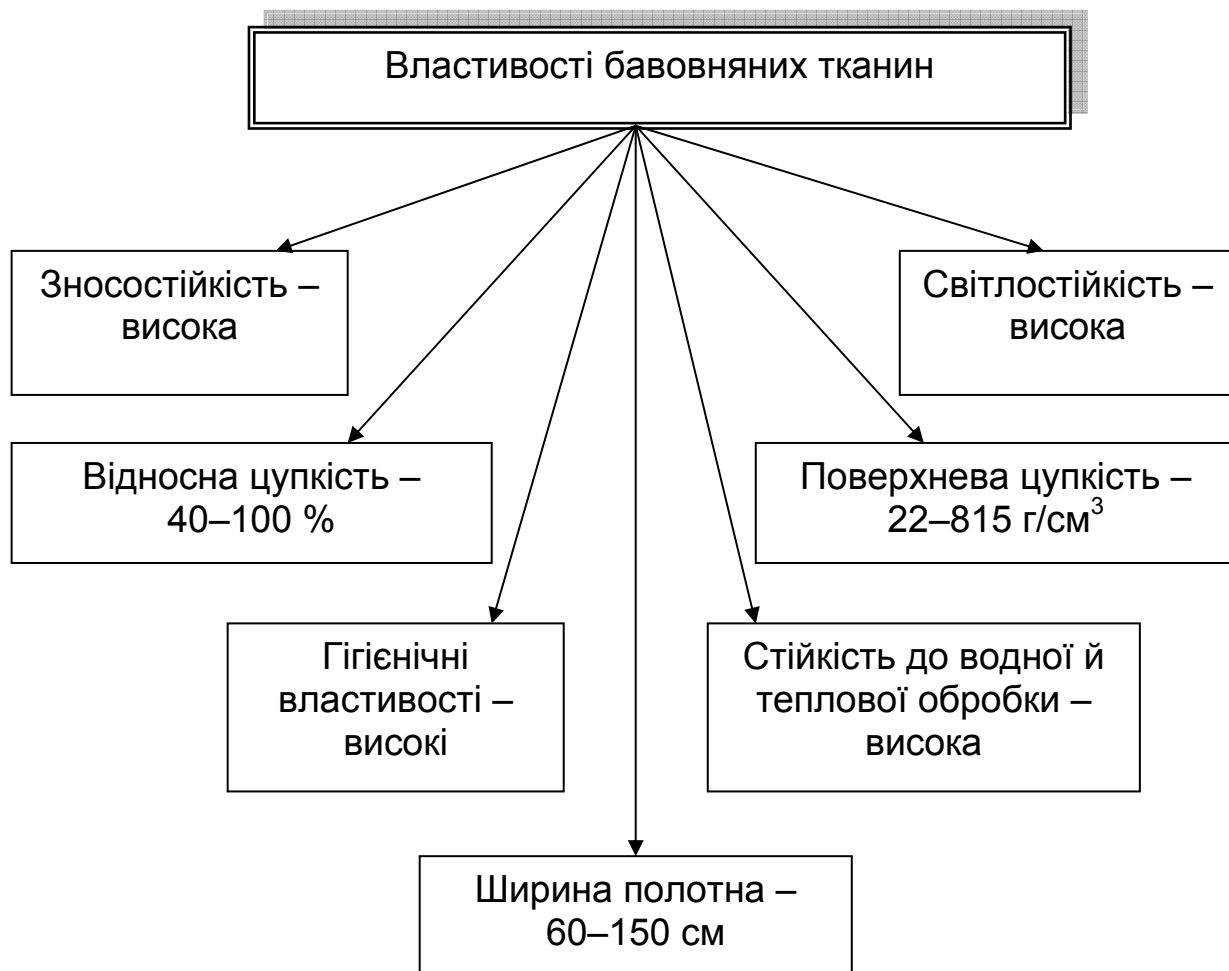 Властивості бавовняних тканин
Зносостійкість –
висока
Світлостійкість –
висока
Відносна цупкість –
40–100 %
Поверхнева цупкість –
22–815 г/см³
Гігієнічні
властивості –
високі
Стійкість до водної й
теплової обробки –
висока
Ширина полотна –
60–150 см